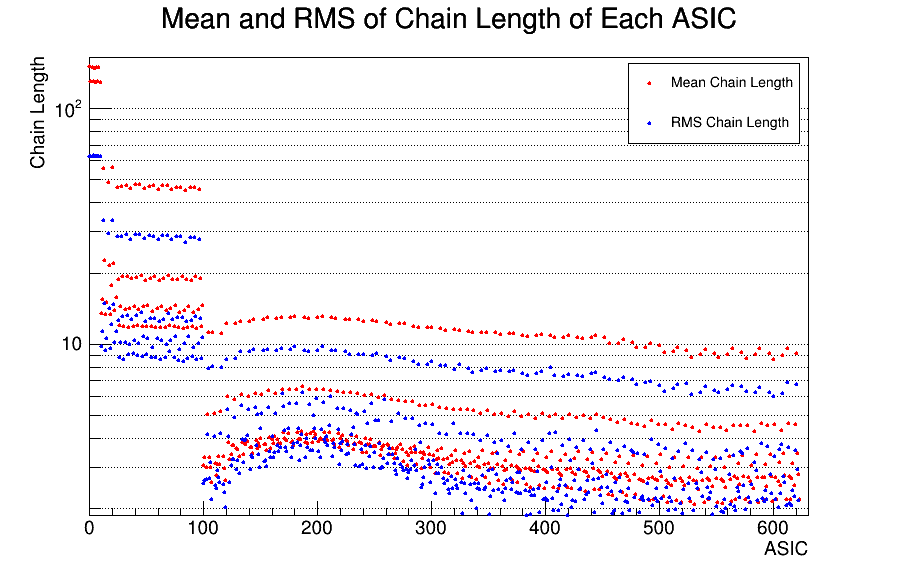 Mean and RMS of Chain Length of Each ASIC
Chain Length
10²
10
Mean Chain Length
RMS Chain Length
0 100 200 300 400 500 600
ASIC